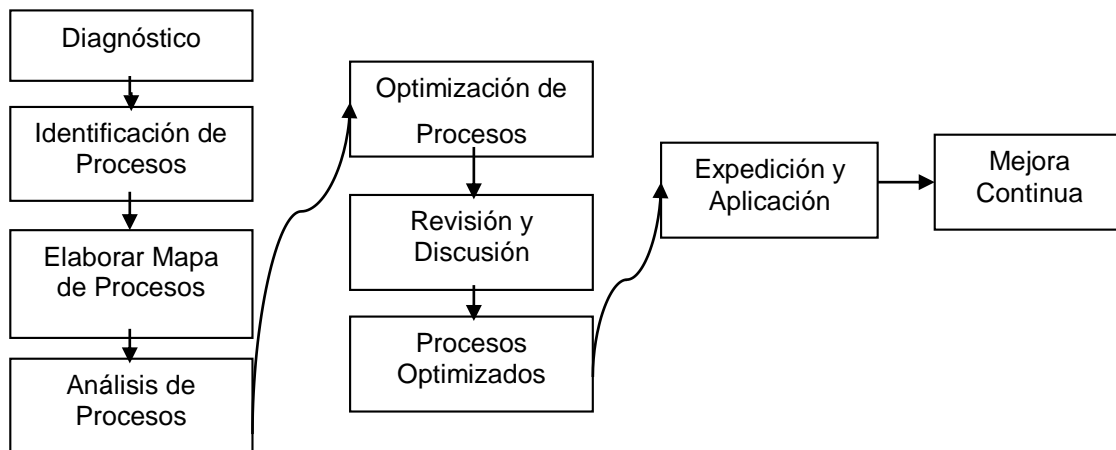 Diagnóstico
Identificación de
Procesos
Elaborar Mapa
de Procesos
Análisis de
Procesos
Optimización de
Procesos
Revisión y
Discusión
Procesos
Optimizados
Expedición y
Aplicación
Mejora
Continua